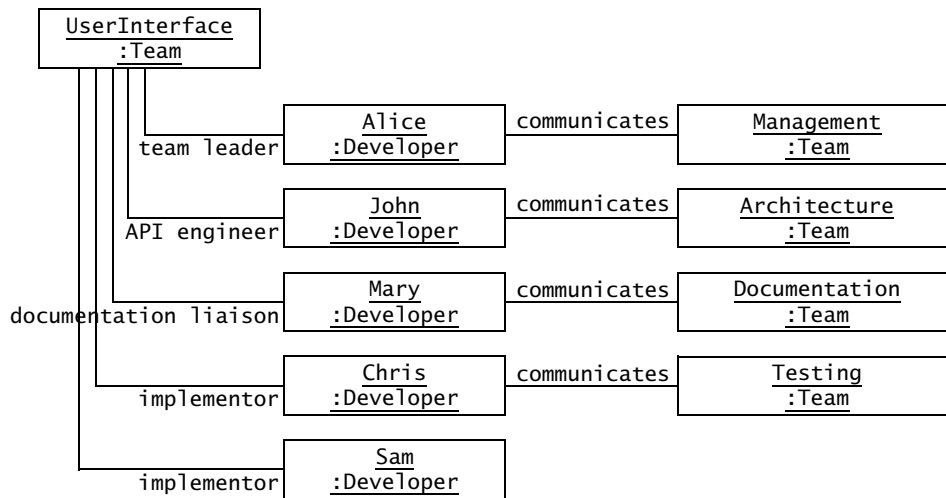 UserInterface
:Team
Alice
:Developer
communicates
Management
:Team
team leader
John
:Developer
communicates
Architecture
:Team
API engineer
Mary
:Developer
communicates
Documentation
:Team
documentation liaison
Chris
:Developer
communicates
Testing
:Team
implementor
Sam
:Developer
implementor